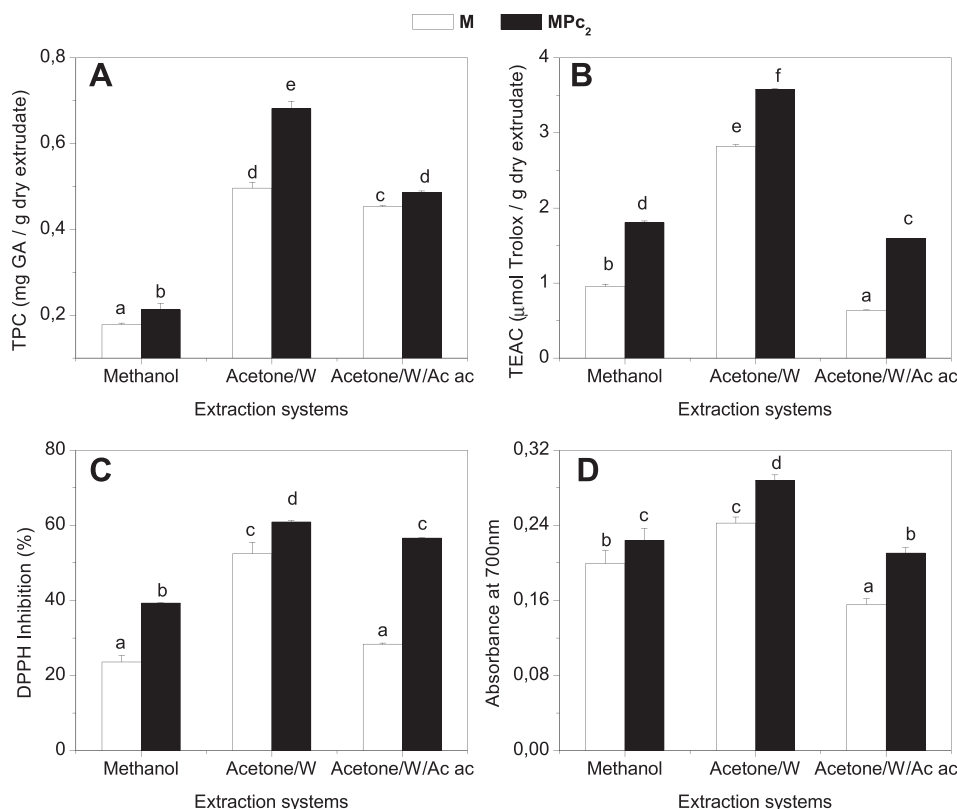 M MPc₂
A
TPC (mg GA / g dry extrudate)
0,8
0,6
0,4
0,2
a b d e c d
Methanol Acetone/W Acetone/W/Ac ac
Extraction systems
B
TEAC (μmol Trolox / g dry extrudate)
4
3
2
1
0
b d e f a c
Methanol Acetone/W Acetone/W/Ac ac
Extraction systems
C
DPPH Inhibition (%)
80
60
40
20
0
a b c d a c
Methanol Acetone/W Acetone/W/Ac ac
Extraction systems
D
Absorbance at 700nm
0,32
0,24
0,16
0,08
0,00
b c c d a b
Methanol Acetone/W Acetone/W/Ac ac
Extraction systems